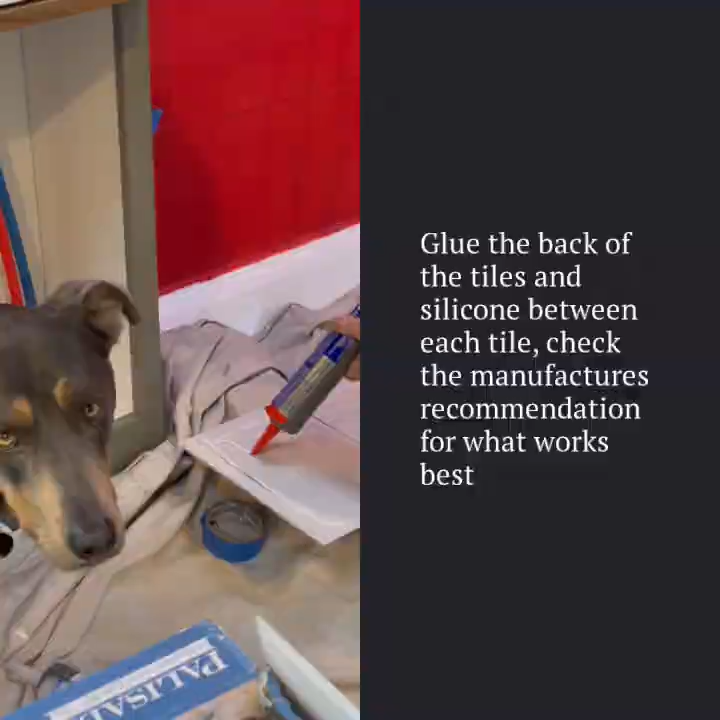 Glue the back of
the tiles and
silicone between
each tile, check
the manufactures
recommendation
for what works
best
PALISA